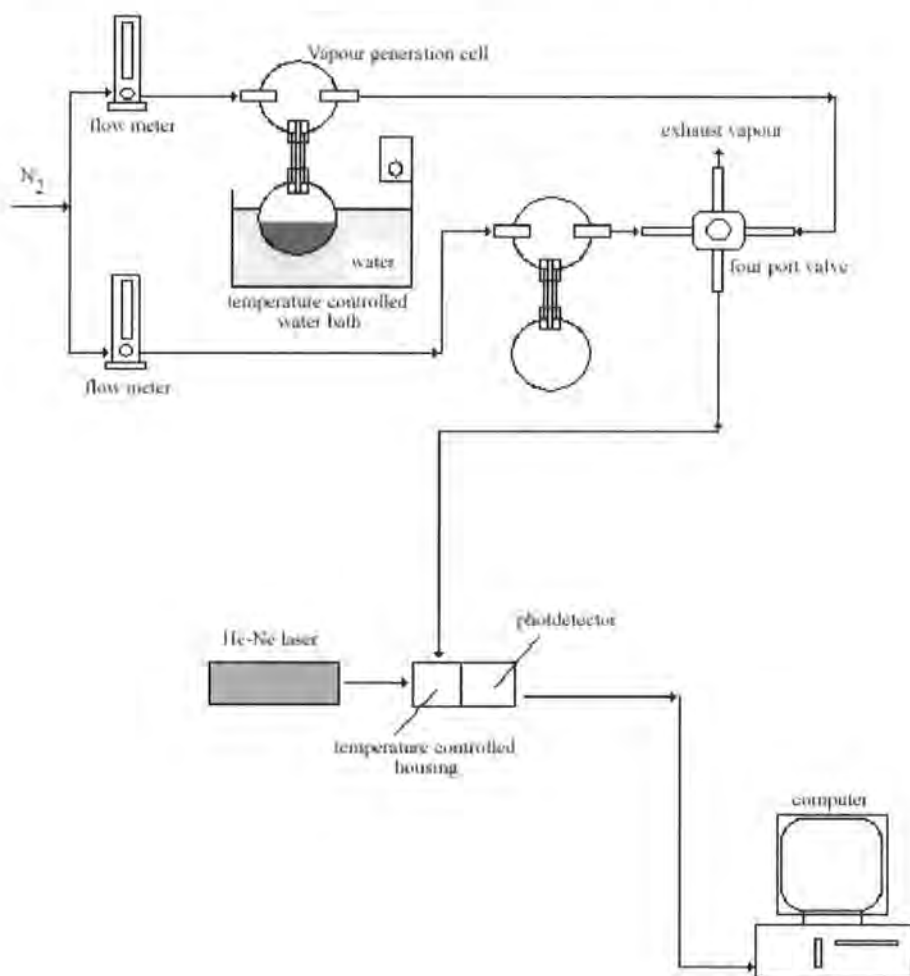 Vapour generation cell
flow meter
exhaust vapour
N2
water
four port valve
temperature controlled
water bath
flow meter
He-Ne laser
photdetector
temperature controlled
housing
computer